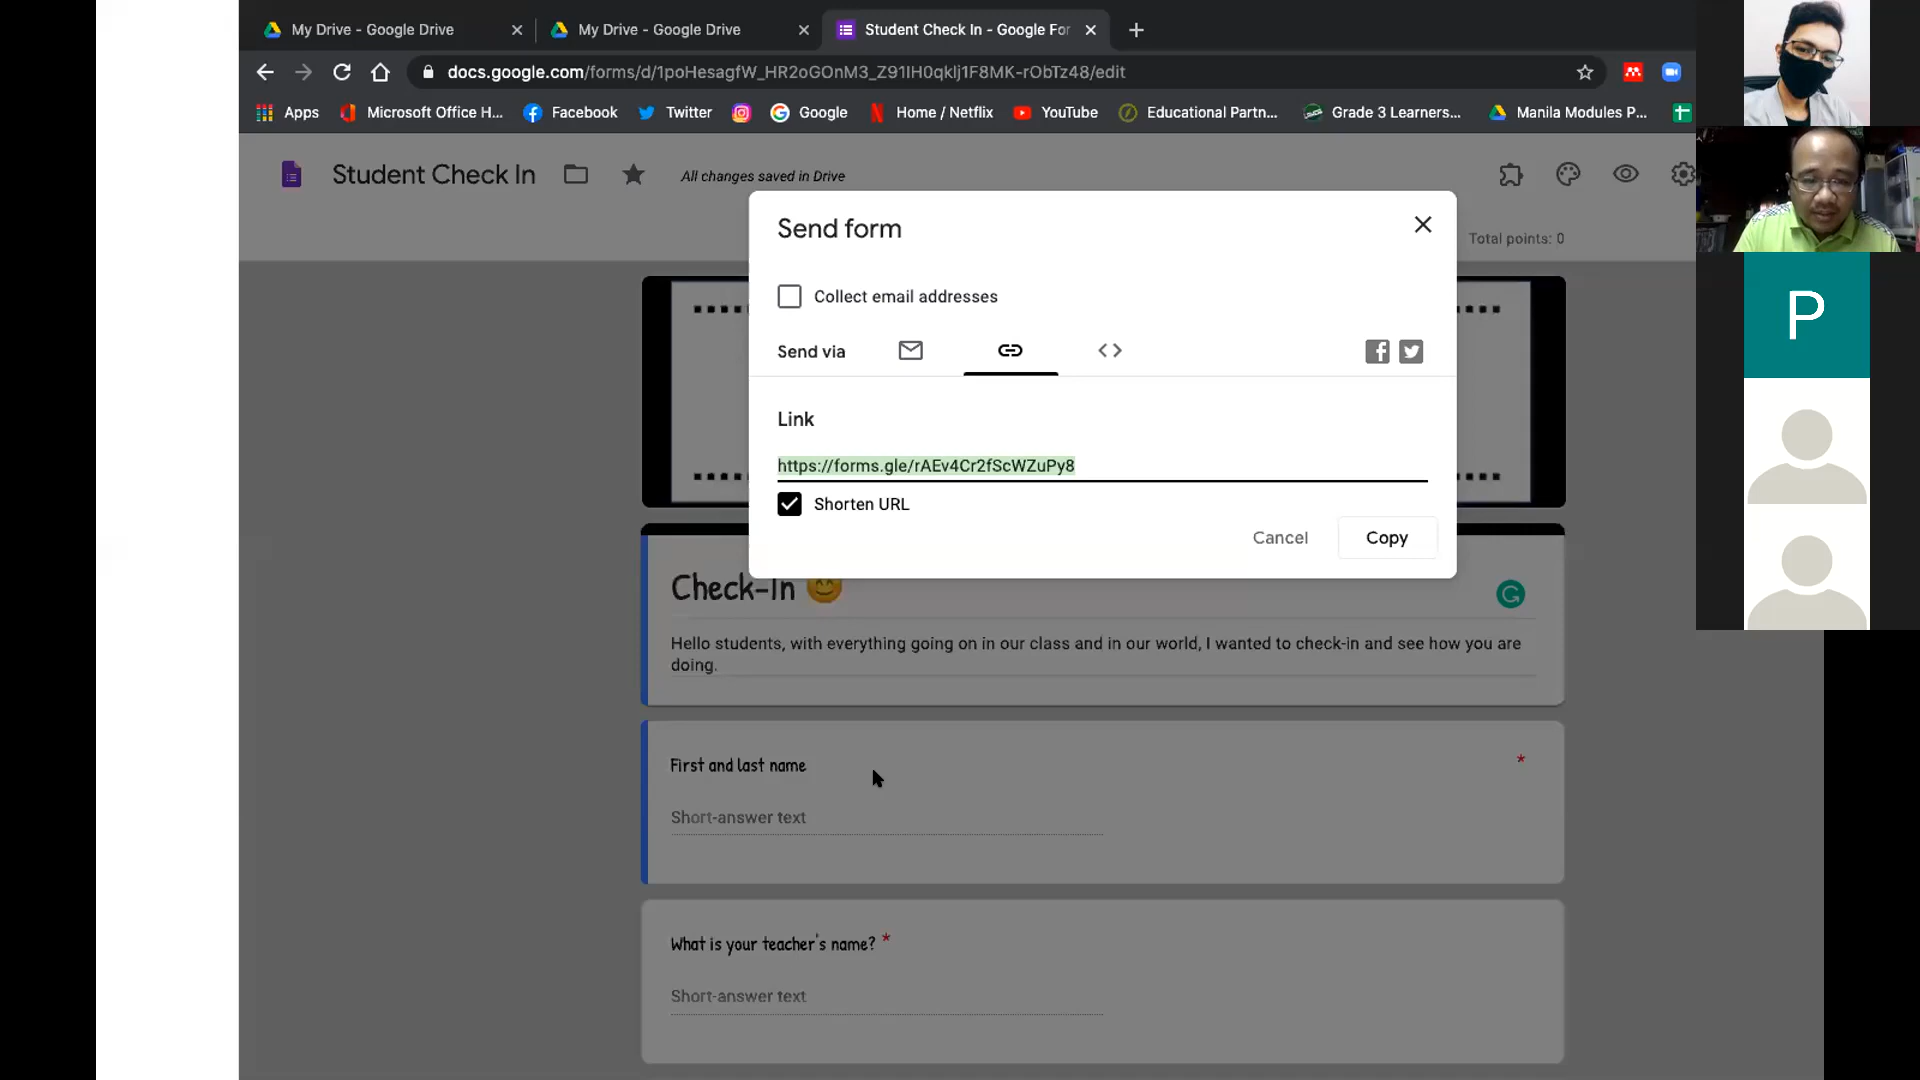 My Drive - Google Drive
My Drive - Google Drive
Student Check In - Google For
docs.google.com/forms/d/1poHesagfW_HR2oGOnM3_Z91IH0qklj1F8MK-rObTz48/edit
Apps
Microsoft Office H...
Facebook
Twitter
Google
Home / Netflix
YouTube
Educational Partn...
Grade 3 Learners...
Manila Modules P...
Student Check In
All changes saved in Drive
Total points: 0
Send form
Collect email addresses
Send via
Link
https://forms.gle/rAEv4Cr2fScWZuPy8
Shorten URL
Cancel
Copy
Check-In 😊
Hello students, with everything going on in our class and in our world, I wanted to check-in and see how you are
doing.
First and last name
*
Short-answer text
What is your teacher's name? *
Short-answer text
P